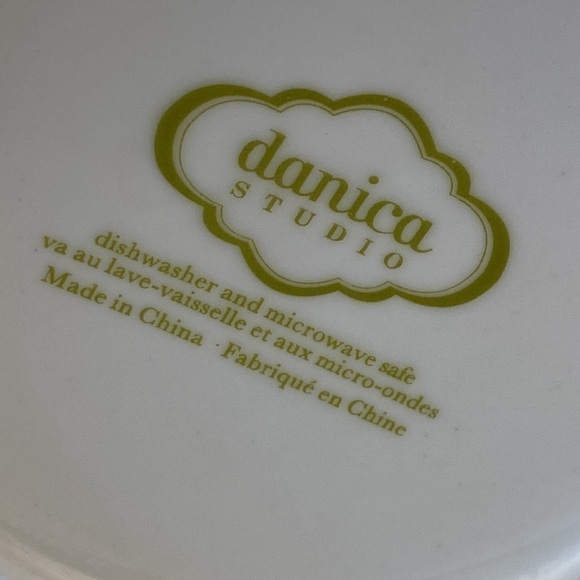 danica
STUDIO
dishwasher and microwave safe
va au lave-vaisselle et aux micro-ondes
Made in China · Fabriqué en Chine